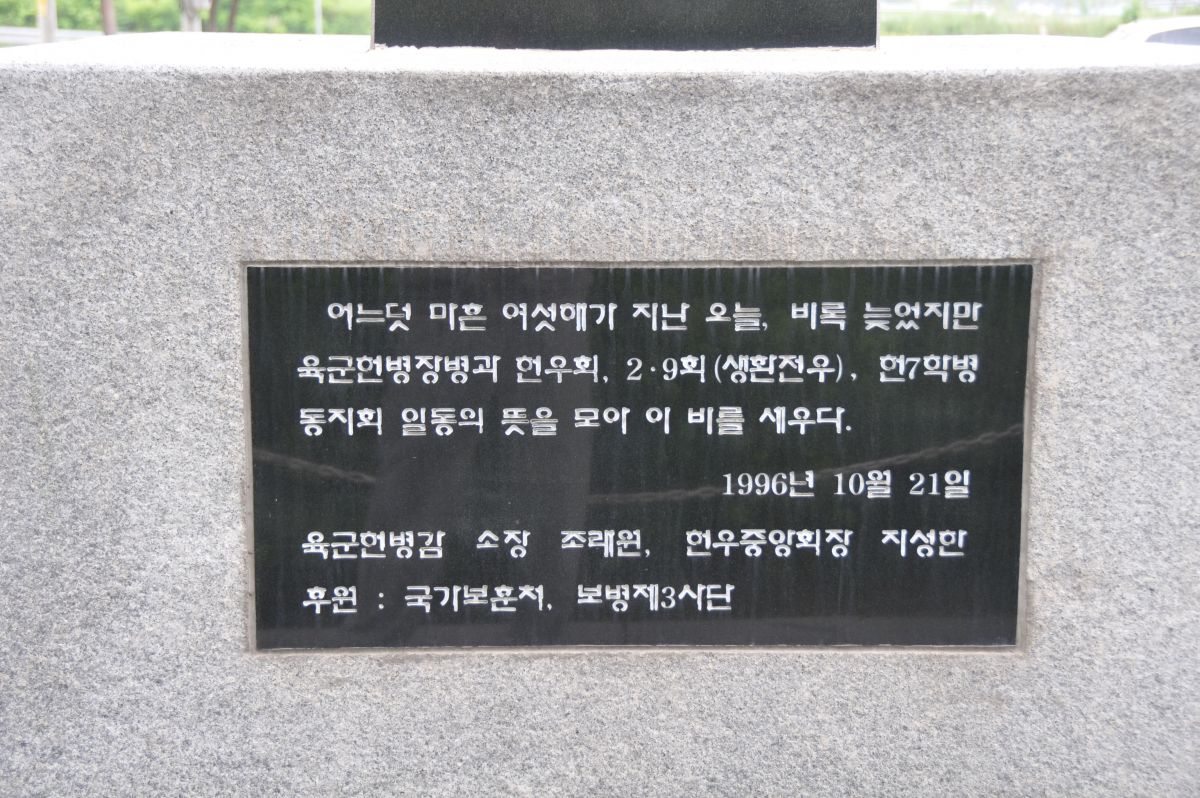 어느덧 마흔 여섯해가 지난 오늘, 비록 늦었지만
육군헌병장병과 헌우회, 2·9회(생환전우), 헌7학병
동지회 일동의 뜻을 모아 이 비를 세우다.
1996년 10월 21일
육군헌병감 소장 조래원, 헌우중앙회장 지성한
후원 : 국가보훈처, 보병제3사단